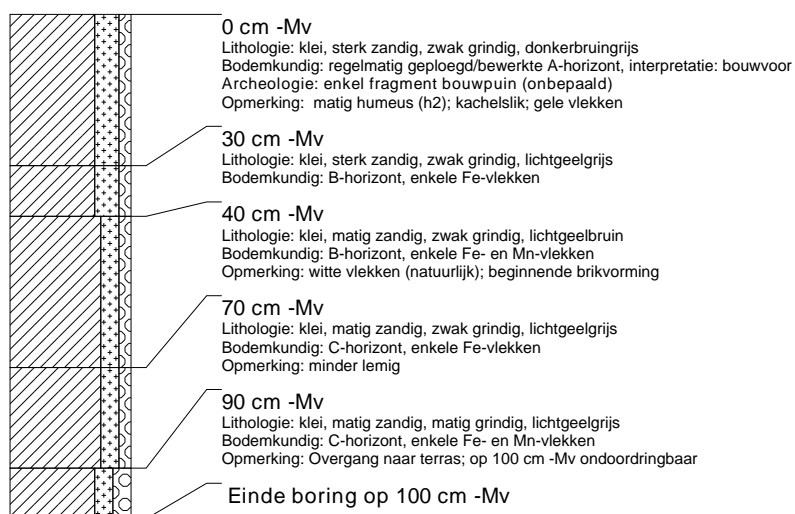 0 cm -Mv
Lithologie: klei, sterk zandig, zwak grindig, donkerbruingrijs
Bodemkundig: regelmatig geploegd/bewerkte A-horizont, interpretatie: bouwvoor
Archeologie: enkel fragment bouwpuin (onbepaald)
Opmerking: matig humeus (h2); kachelslik; gele vlekken
30 cm -Mv
Lithologie: klei, sterk zandig, zwak grindig, lichtgeelgrijs
Bodemkundig: B-horizont, enkele Fe-vlekken
40 cm -Mv
Lithologie: klei, matig zandig, zwak grindig, lichtgeelbruin
Bodemkundig: B-horizont, enkele Fe- en Mn-vlekken
Opmerking: witte vlekken (natuurlijk); beginnende brikvorming
70 cm -Mv
Lithologie: klei, matig zandig, zwak grindig, lichtgeelgrijs
Bodemkundig: C-horizont, enkele Fe-vlekken
Opmerking: minder lemig
90 cm -Mv
Lithologie: klei, matig zandig, matig grindig, lichtgeelgrijs
Bodemkundig: C-horizont, enkele Fe- en Mn-vlekken
Opmerking: Overgang naar terras; op 100 cm -Mv ondoordringbaar
Einde boring op 100 cm -Mv